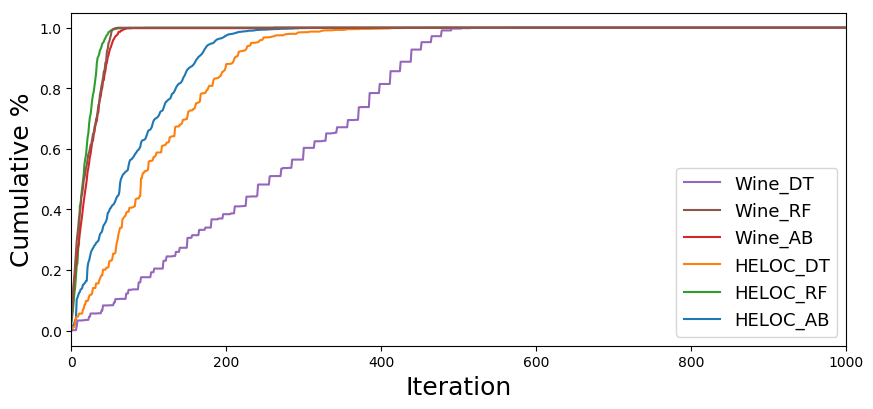 Cumulative %
1.0
0.8
0.6
0.4
0.2
0.0
Wine_DT
Wine_RF
Wine_AB
HELOC_DT
HELOC_RF
HELOC_AB
0 200 400 600 800 1000
Iteration